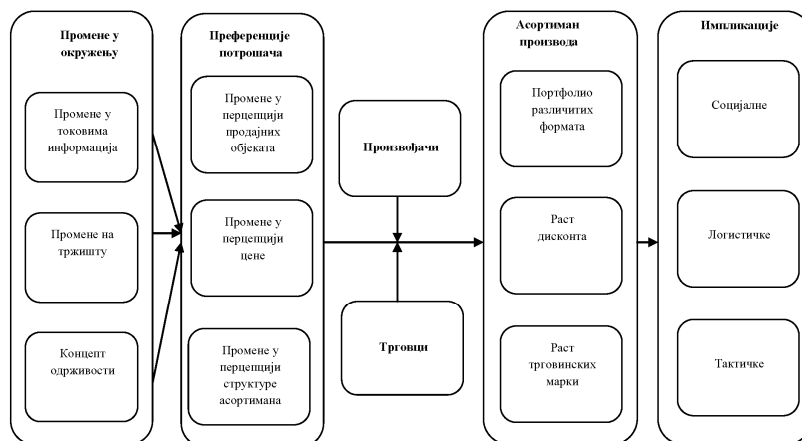 Промене у
окружењу
Промене у
токовима
информација
Промене на
тржишту
Концепт
одрживости
Преференције
потрошача
Промене у
перцепцији
продајних
објеката
Промене у
перцепцији
цене
Промене у
перцепцији
структуре
асортимана
Произвођачи
Трговци
Асортиман
производа
Портфолио
различитих
формата
Раст
дисконта
Раст
трговинских
марки
Импликације
Социјалне
Логистичке
Тактичке